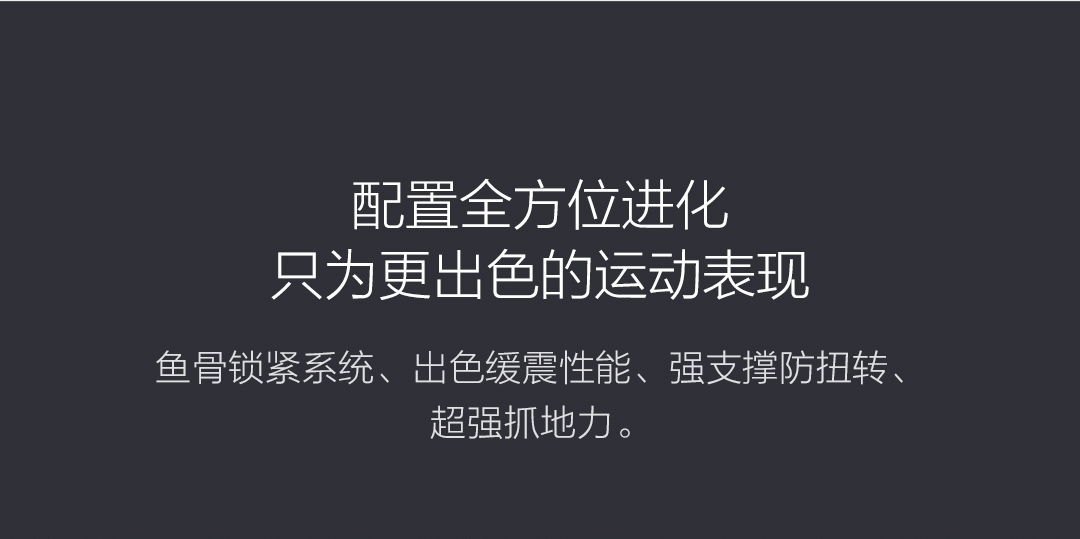 配置全方位进化
只为更出色的运动表现
鱼骨锁紧系统、出色缓震性能、强支撑防扭转、
超强抓地力。